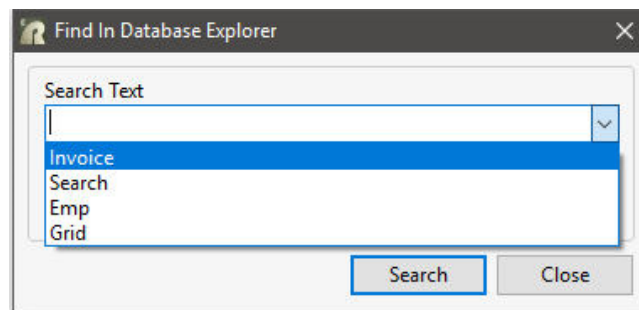 Find In Database Explorer
Search Text
Invoice
Search
Emp
Grid
Search Close